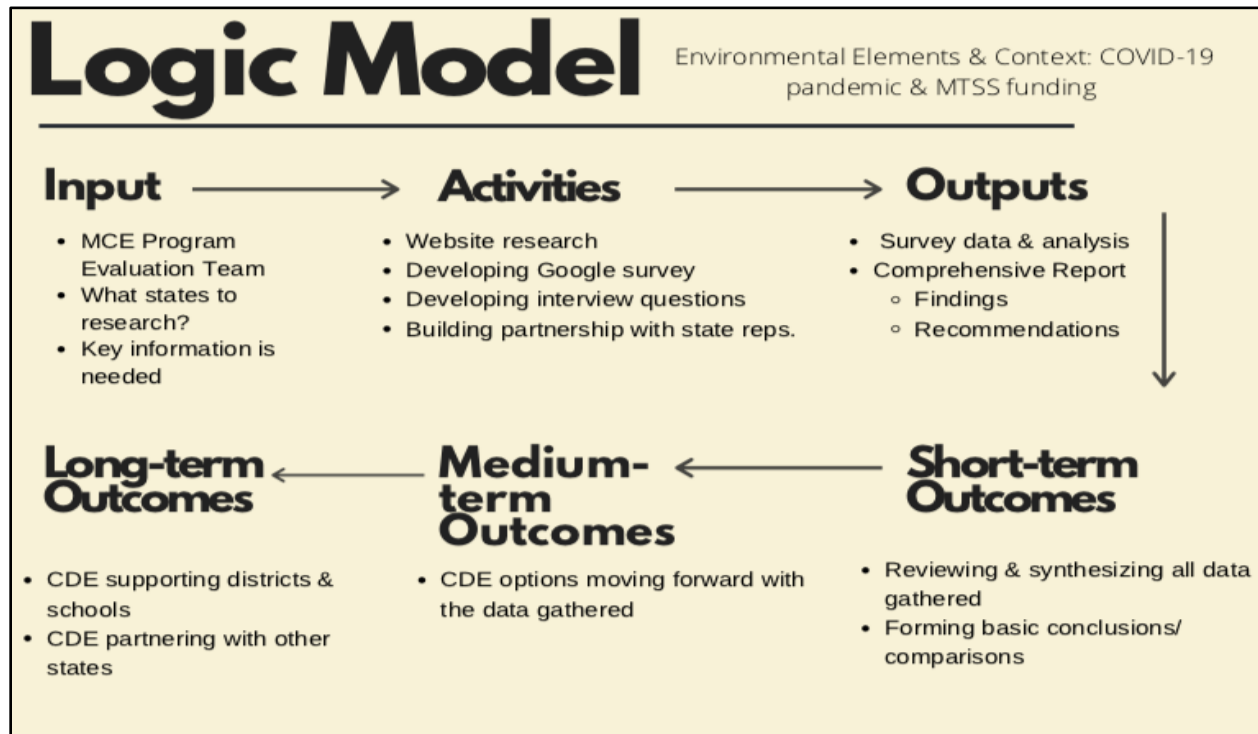 Logic Model
Environmental Elements & Context: COVID-19
pandemic & MTSS funding
Input
• MCE Program
Evaluation Team
• What states to
research?
• Key information is
needed
Activities
• Website research
• Developing Google survey
• Developing interview questions
• Building partnership with state reps.
Outputs
• Survey data & analysis
• Comprehensive Report
○ Findings
○ Recommendations
Short-term
Outcomes
• Reviewing & synthesizing all data
gathered
• Forming basic conclusions/
comparisons
Medium-
term
Outcomes
• CDE options moving forward with
the data gathered
Long-term
Outcomes
• CDE supporting districts &
schools
• CDE partnering with other
states